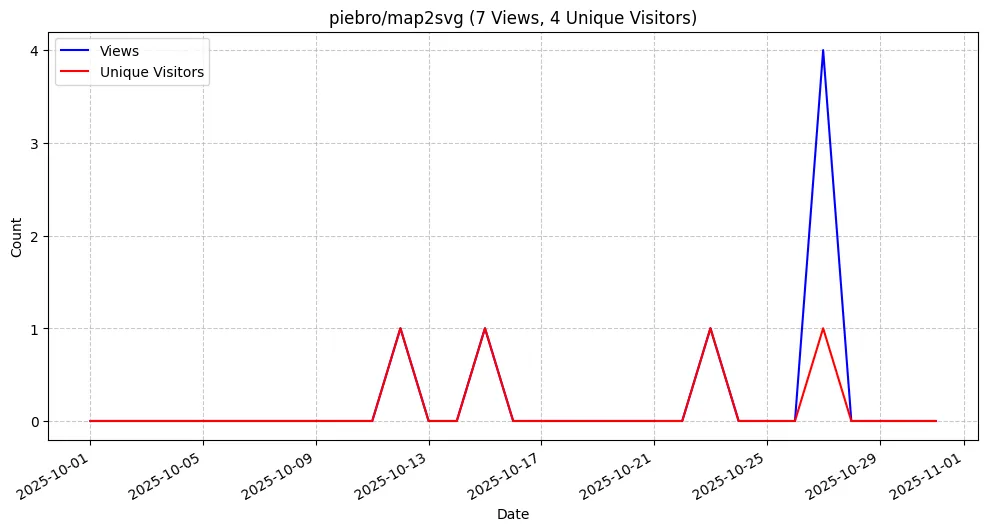 piebro/map2svg (7 Views, 4 Unique Visitors)
Views
Unique Visitors
Count
4
3
2
1
0
2025-10-01
2025-10-05
2025-10-09
2025-10-13
2025-10-17
2025-10-21
2025-10-25
2025-10-29
2025-11-01
Date